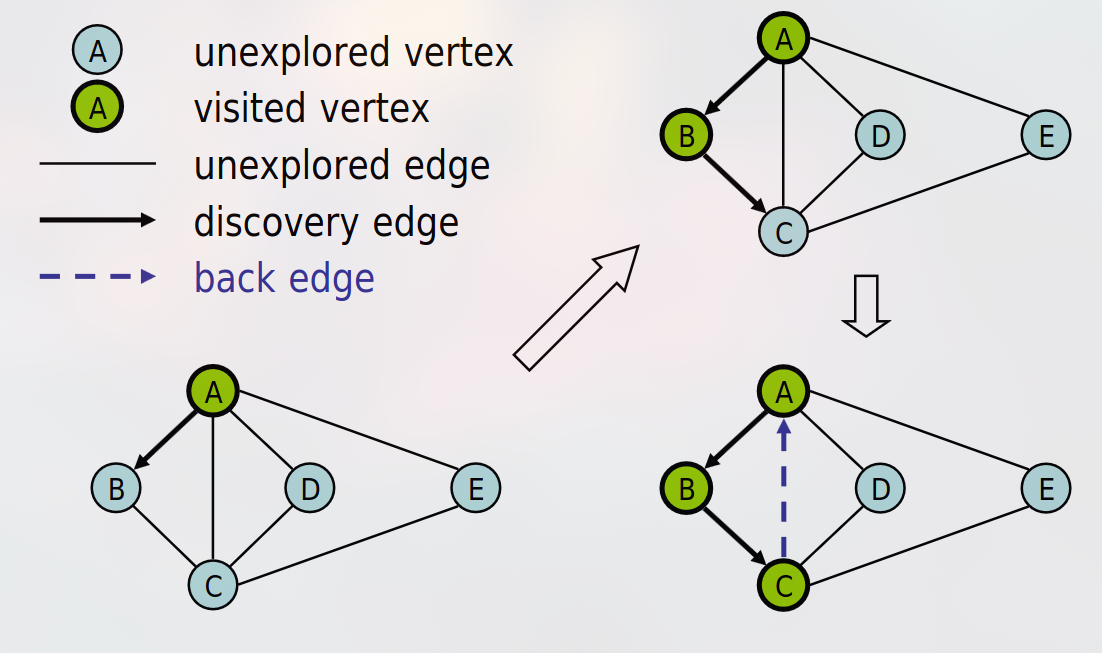 A unexplored vertex
A visited vertex
unexplored edge
discovery edge
back edge
A
B D E
C
A
B D E
C
A
B D E
C